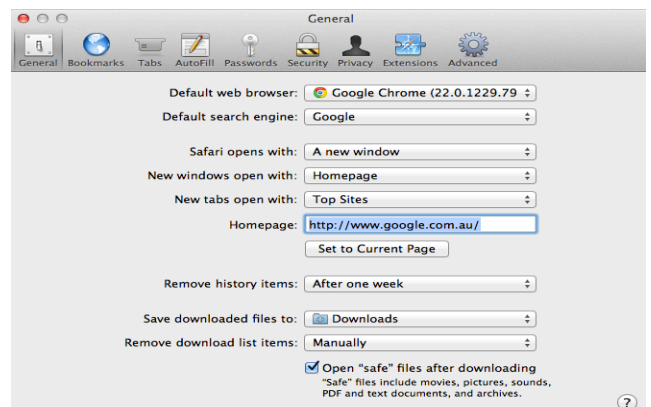 General
General Bookmarks Tabs AutoFill Passwords Security Privacy Extensions Advanced
Default web browser: Google Chrome (22.0.1229.79
Default search engine: Google
Safari opens with: A new window
New windows open with: Homepage
New tabs open with: Top Sites
Homepage: http://www.google.com.au/
Set to Current Page
Remove history items: After one week
Save downloaded files to: Downloads
Remove download list items: Manually
Open “safe” files after downloading
“Safe” files include movies, pictures, sounds,
PDF and text documents, and archives.
?